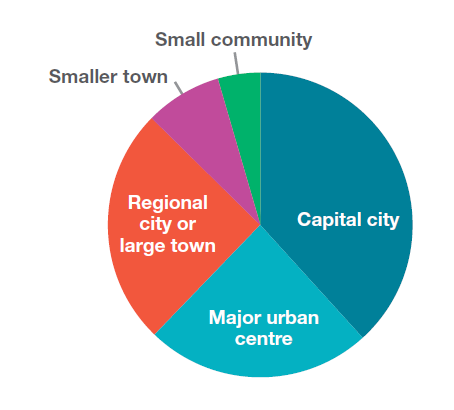 Small community
Smaller town
Regional
city or
large town
Capital city
Major urban
centre